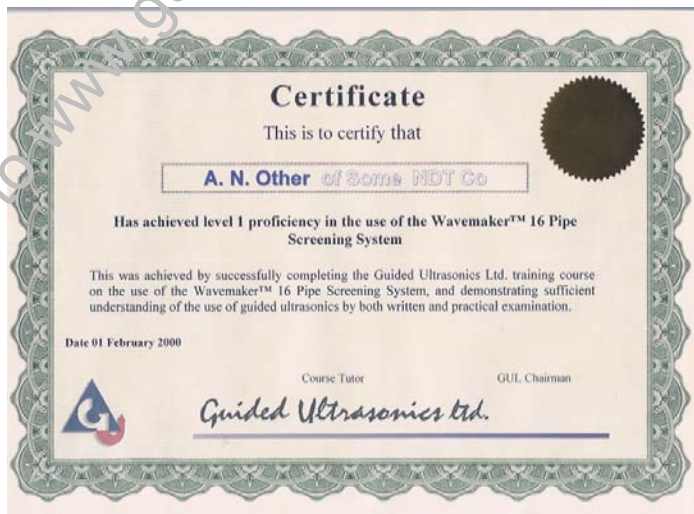 to www.g
Certificate
This is to certify that
A. N. Other of Some NDT Co
Has achieved level 1 proficiency in the use of the Wavemaker™ 16 Pipe
Screening System
This was achieved by successfully completing the Guided Ultrasonics Ltd. training course
on the use of the Wavemaker™ 16 Pipe Screening System, and demonstrating sufficient
understanding of the use of guided ultrasonics by both written and practical examination.
Date 01 February 2000
Course Tutor GUL Chairman
Guided Ultrasonics Ltd.